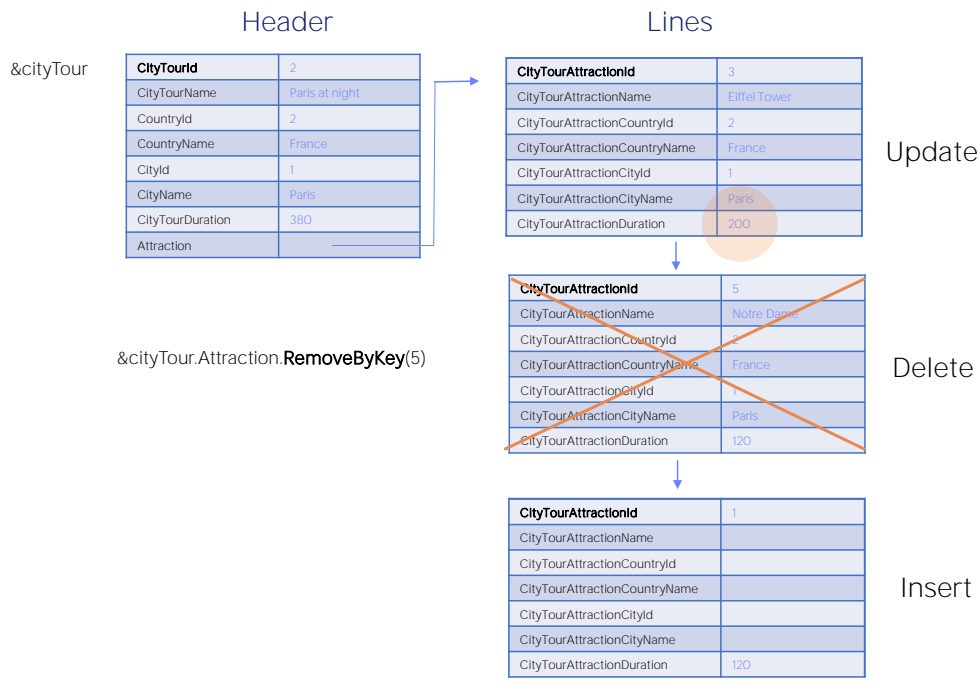 Header
Lines
&cityTour
CityTourId 2
CityTourName Paris at night
CountryId 2
CountryName France
CityId 1
CityName Paris
CityTourDuration 380
Attraction
CityTourAttractionId 3
CityTourAttractionName Eiffel Tower
CityTourAttractionCountryId 2
CityTourAttractionCountryName France
CityTourAttractionCityId 1
CityTourAttractionCityName Paris
CityTourAttractionDuration 200
Update
CityTourAttractionId 5
CityTourAttractionName Notre Dame
CityTourAttractionCountryId 2
CityTourAttractionCountryName France
CityTourAttractionCityId 1
CityTourAttractionCityName Paris
CityTourAttractionDuration 120
Delete
&cityTour.Attraction.RemoveByKey(5)
CityTourAttractionId 1
CityTourAttractionName
CityTourAttractionCountryId
CityTourAttractionCountryName
CityTourAttractionCityId
CityTourAttractionCityName
CityTourAttractionDuration 120
Insert